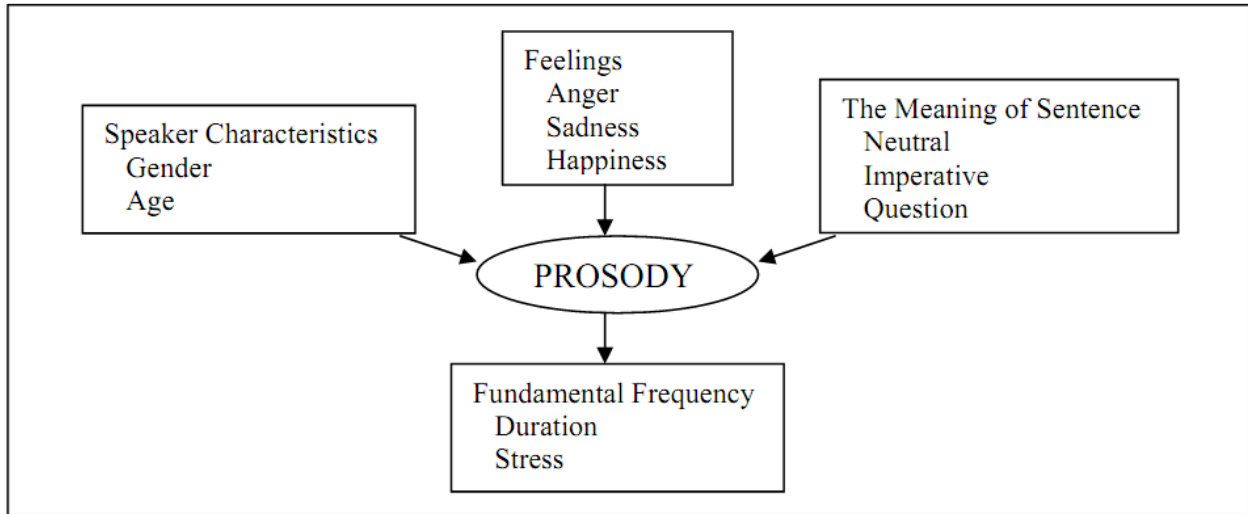 Feelings
Anger
Sadness
Happiness
Speaker Characteristics
Gender
Age
The Meaning of Sentence
Neutral
Imperative
Question
PROSODY
Fundamental Frequency
Duration
Stress